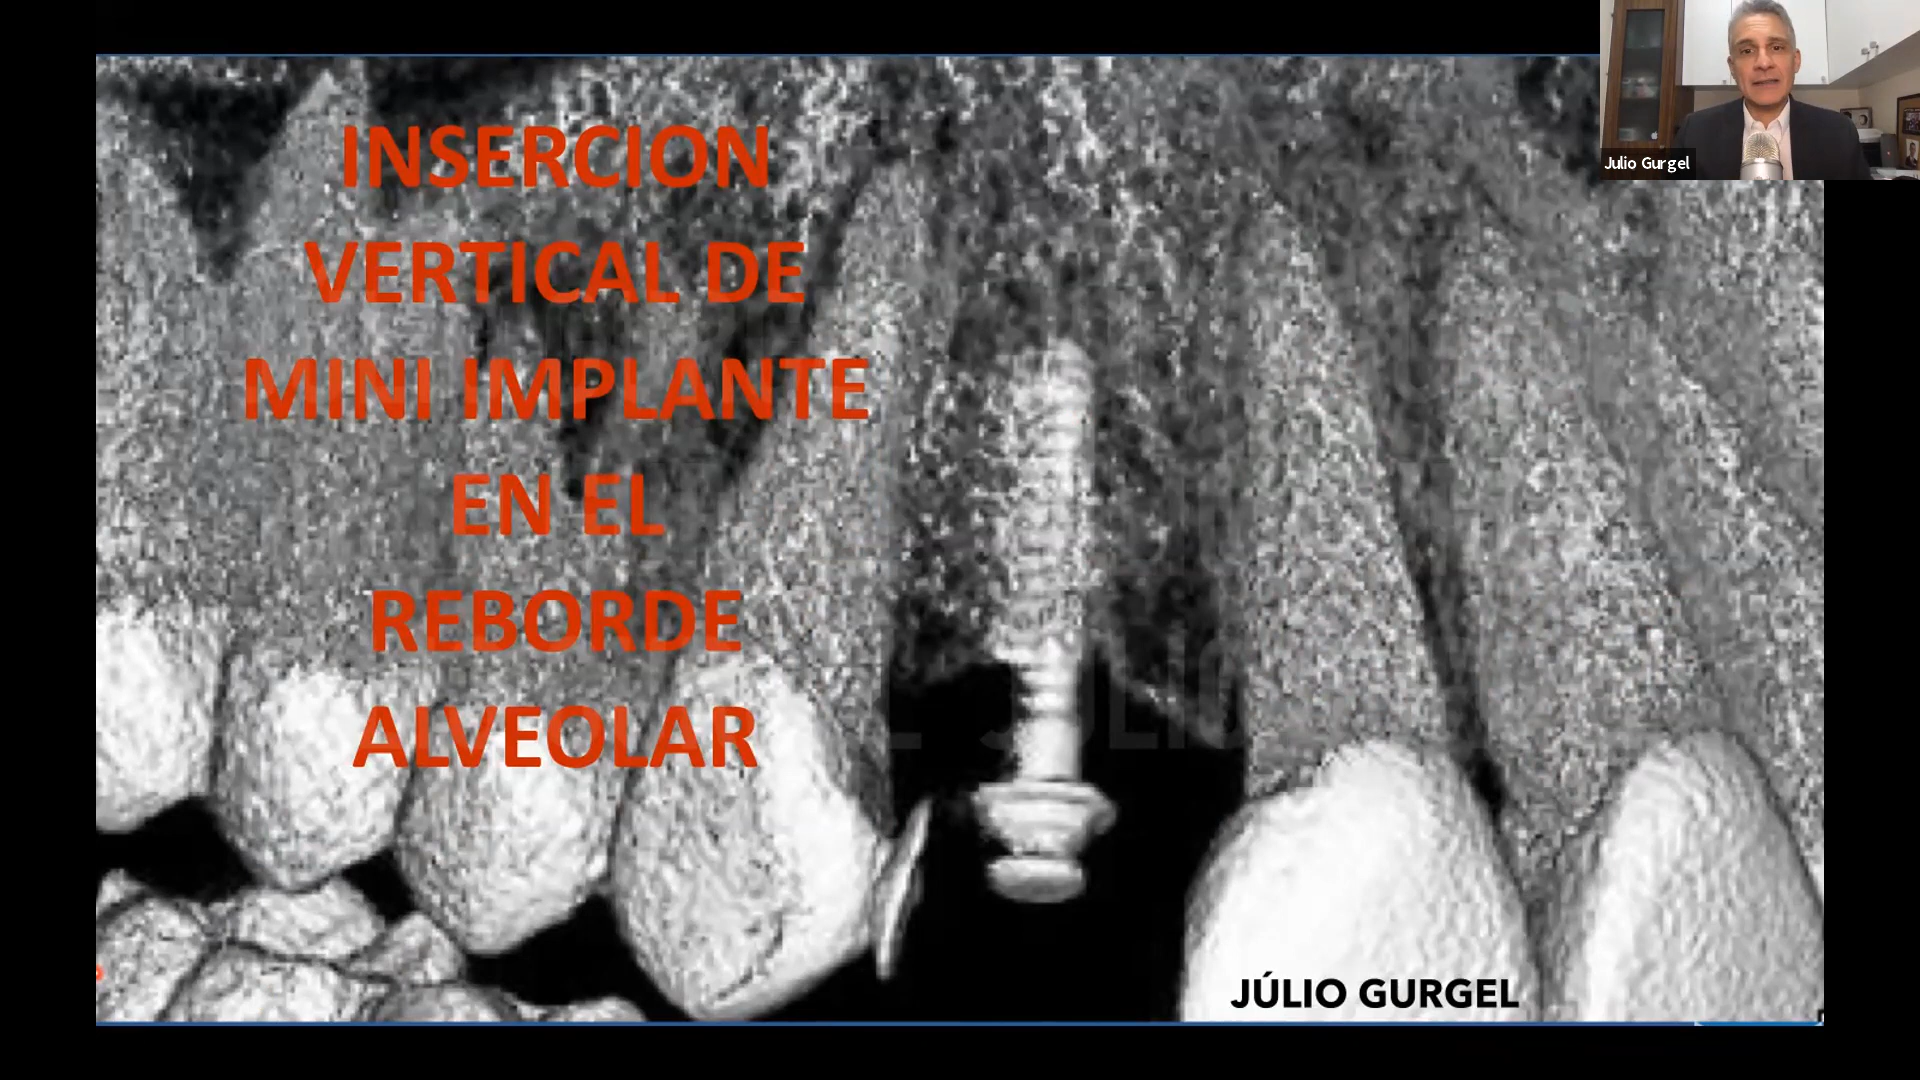 INSERCION
VERTICAL DE
MINI IMPLANTE
EN EL
REBORDE
ALVEOLAR
JÚLIO GURGEL
Julio Gurgel